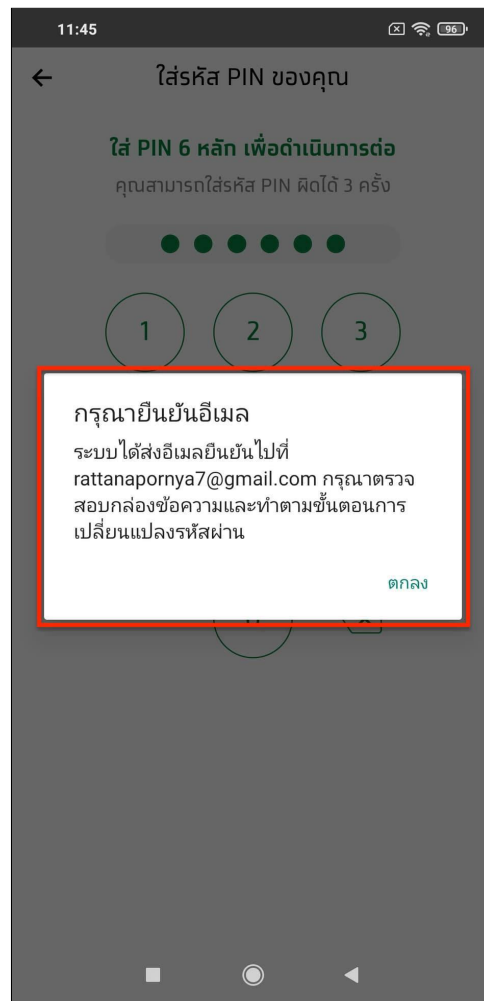 11:45
96
ใส่รหัส PIN ของคุณ
ใส่ PIN 6 หลัก เพื่อดำเนินการต่อ
คุณสามารถใส่รหัส PIN ผิดได้ 3 ครั้ง
1 2 3
กรุณายืนยันอีเมล
ระบบได้ส่งอีเมลยืนยันไปที่
rattanapornya7@gmail.com กรุณาตรวจ
สอบกล่องข้อความและทำตามขั้นตอนการ
เปลี่ยนแปลงรหัสผ่าน
ตกลง